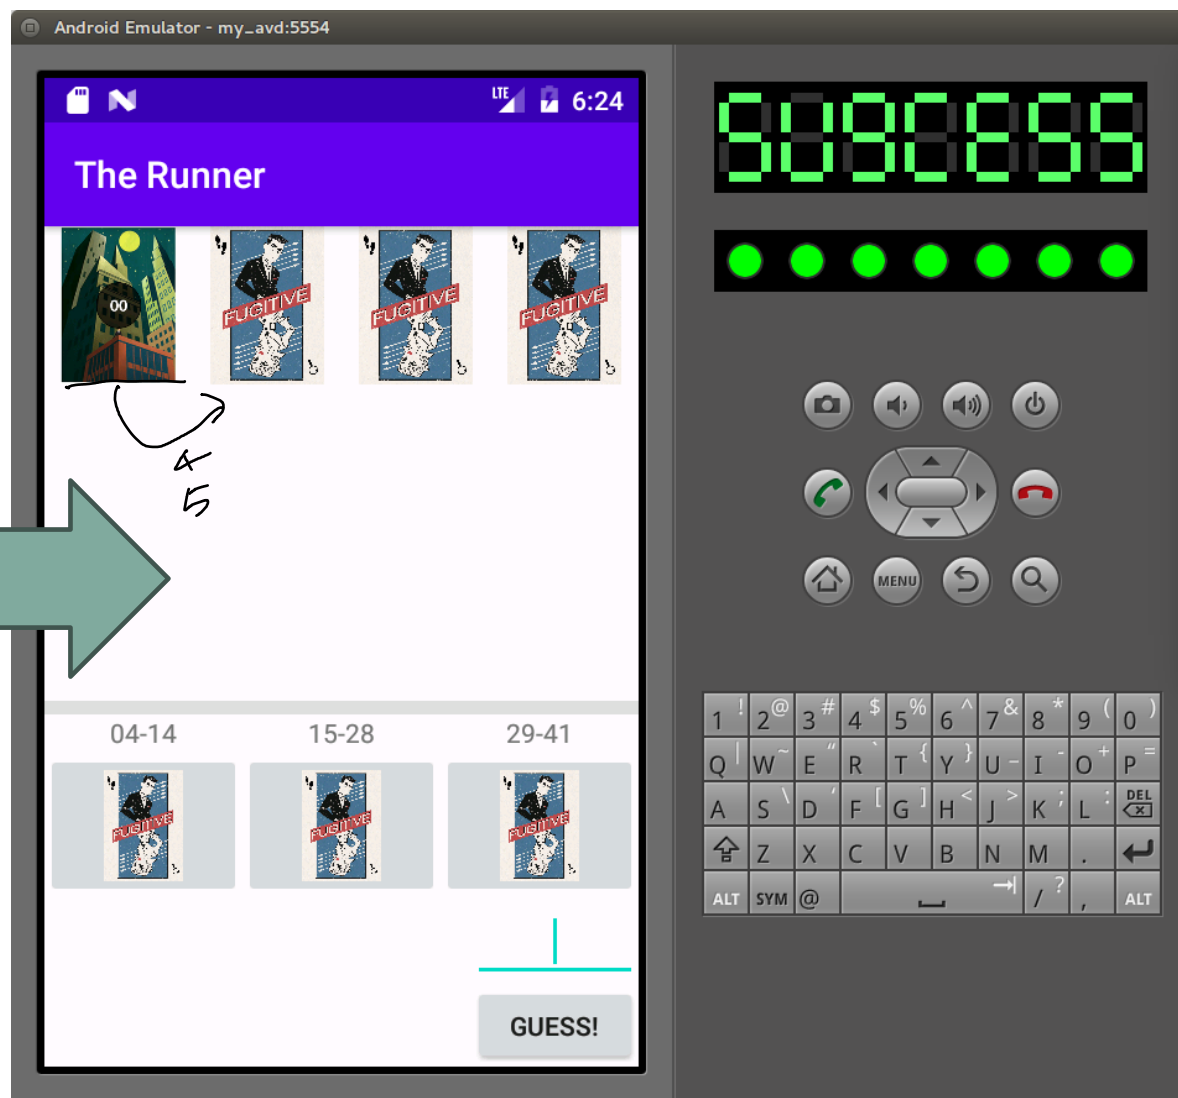 Android Emulator - my_avd:5554
LTE 6:24
The Runner
SUgCESS
00
FUGITIVE FUGITIVE FUGITIVE
4
5
MENU
04-14 15-28 29-41
FUGITIVE FUGITIVE FUGITIVE
GUESS!
1 ! 2 @ 3 # 4 $ 5 % 6 ^ 7 & 8 * 9 ( 0 )
Q | W ~ E “ R ` T { Y } U _ I - O + P =
A S \ D ‘ F [ G ] H < J > K ; L : DEL
Z X C V B N M .
ALT SYM @ / ? , ALT